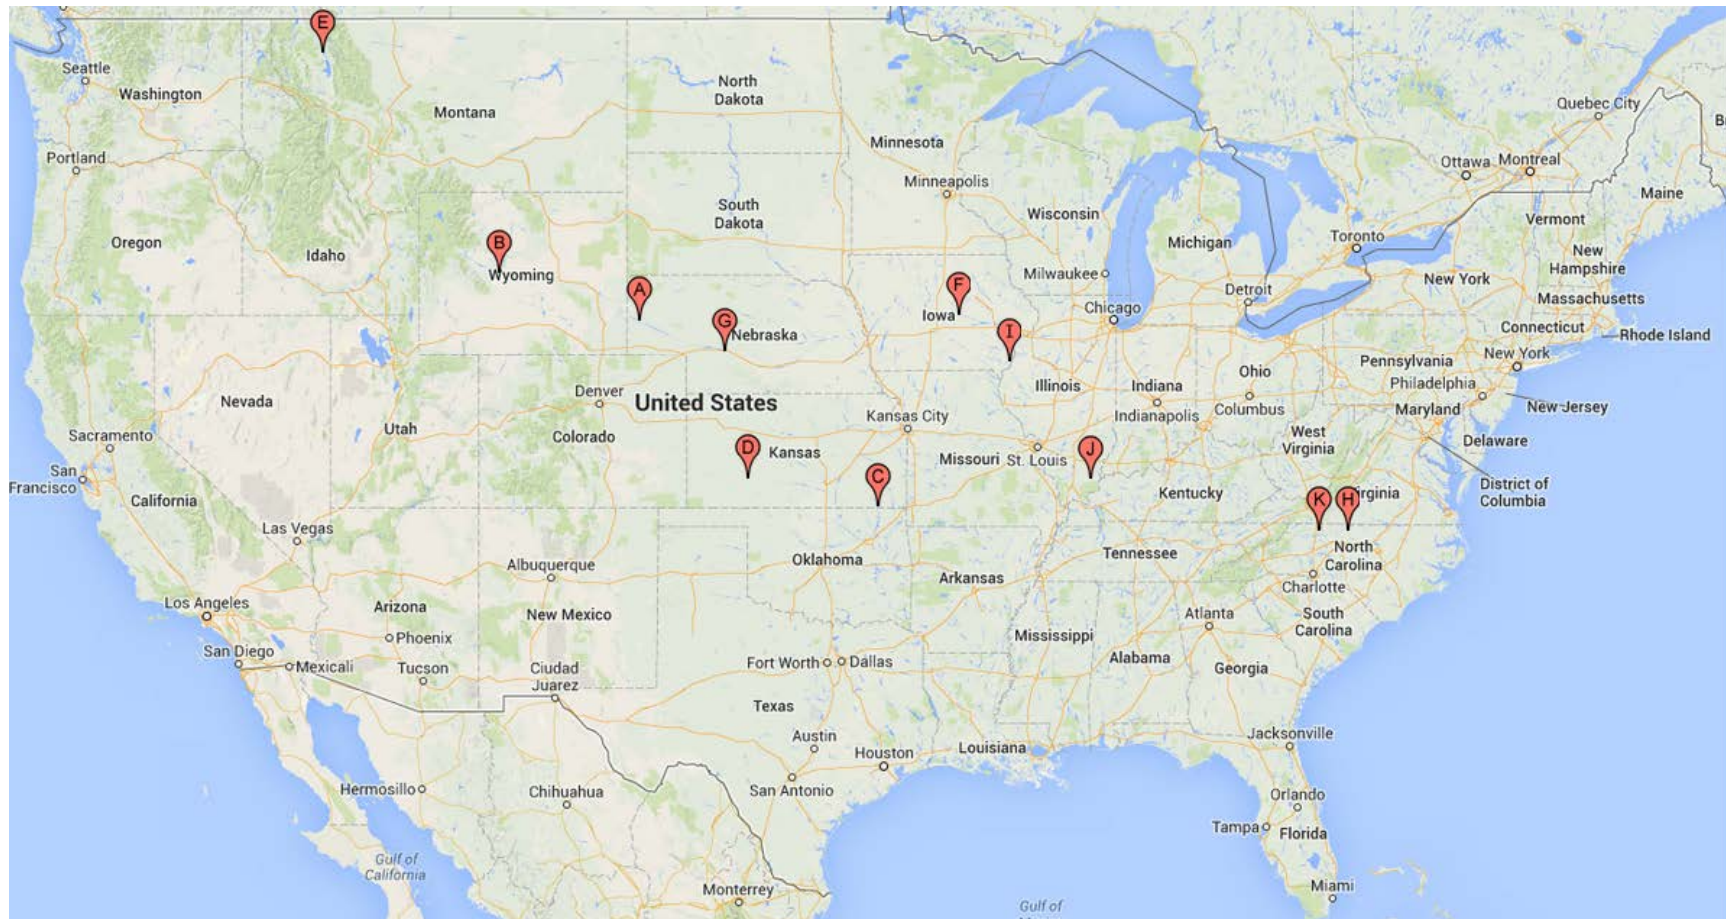 E
Seattle
Washington
Montana
North
Dakota
Minnesota
Quebec City
Portland
Ottawa
Montreal
Maine
Minneapolis
South
Dakota
Wisconsin
Vermont
Oregon
Idaho
B
Wyoming
Michigan
Toronto
New
Hampshire
Milwaukee
New York
A
F
Iowa
Detroit
Massachusetts
Chicago
G
Nebraska
I
Connecticut
Rhode Island
New York
Pennsylvania
Nevada
Utah
Denver
United States
Illinois
Indiana
Ohio
Philadelphia
New Jersey
Indianapolis
Columbus
Maryland
Kansas City
Sacramento
Colorado
West
Virginia
Delaware
San
Francisco
D
Kansas
C
Missouri
St. Louis
J
District of
Columbia
California
Kentucky
K
H
irginia
Las Vegas
Oklahoma
Tennessee
North
Carolina
Albuquerque
Arkansas
Charlotte
Los Angeles
Arizona
New Mexico
Atlanta
South
Carolina
Phoenix
Mississippi
San Diego
Mexicali
Tucson
Ciudad
Juarez
Fort Worth
Dallas
Alabama
Georgia
Texas
Austin
Houston
Louisiana
Jacksonville
Hermosillo
Chihuahua
San Antonio
Orlando
Tampa
Florida
Gulf of
California
Monterrey
Miami
Gulf of